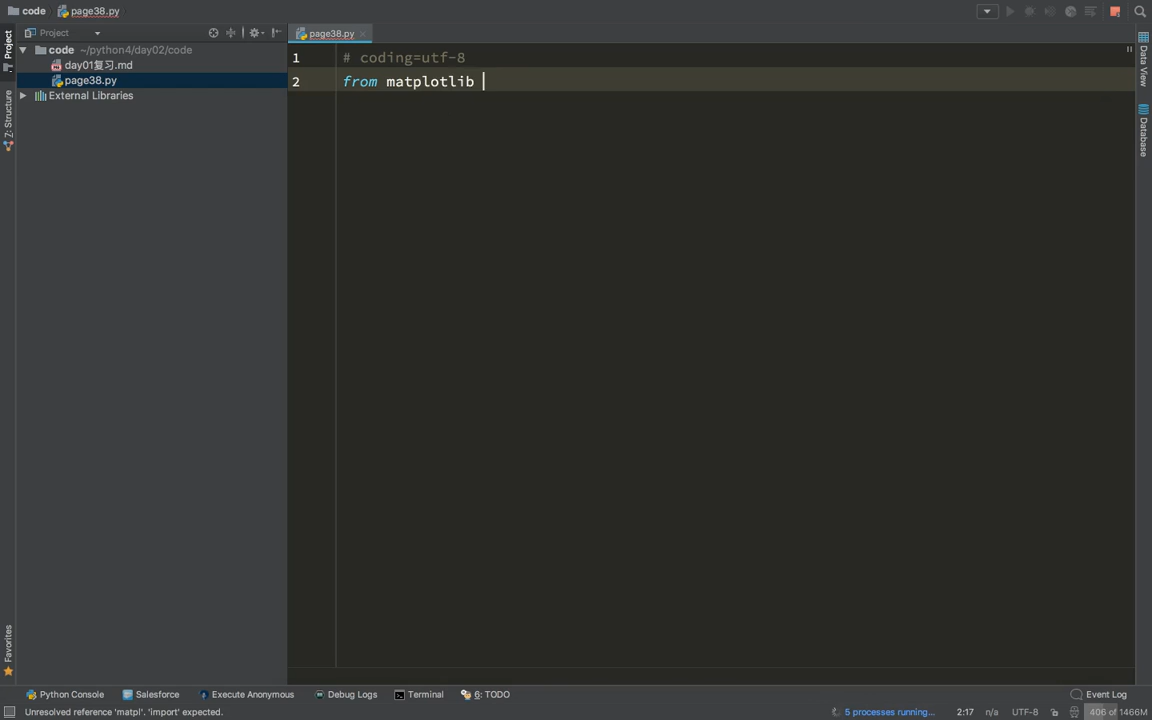 code page38.py
Project
page38.py
code ~/python4/day02/code
day01复习.md
page38.py
External Libraries
1 # coding=utf-8
2 from matplotlib
Project
Z: Structure
Favorites
Data View
Database
Python Console Salesforce Execute Anonymous Debug Logs Terminal 6: TODO Event Log
Unresolved reference 'matpl'. 'import' expected. 5 processes running... 2:17 n/a UTF-8 406 of 1466M